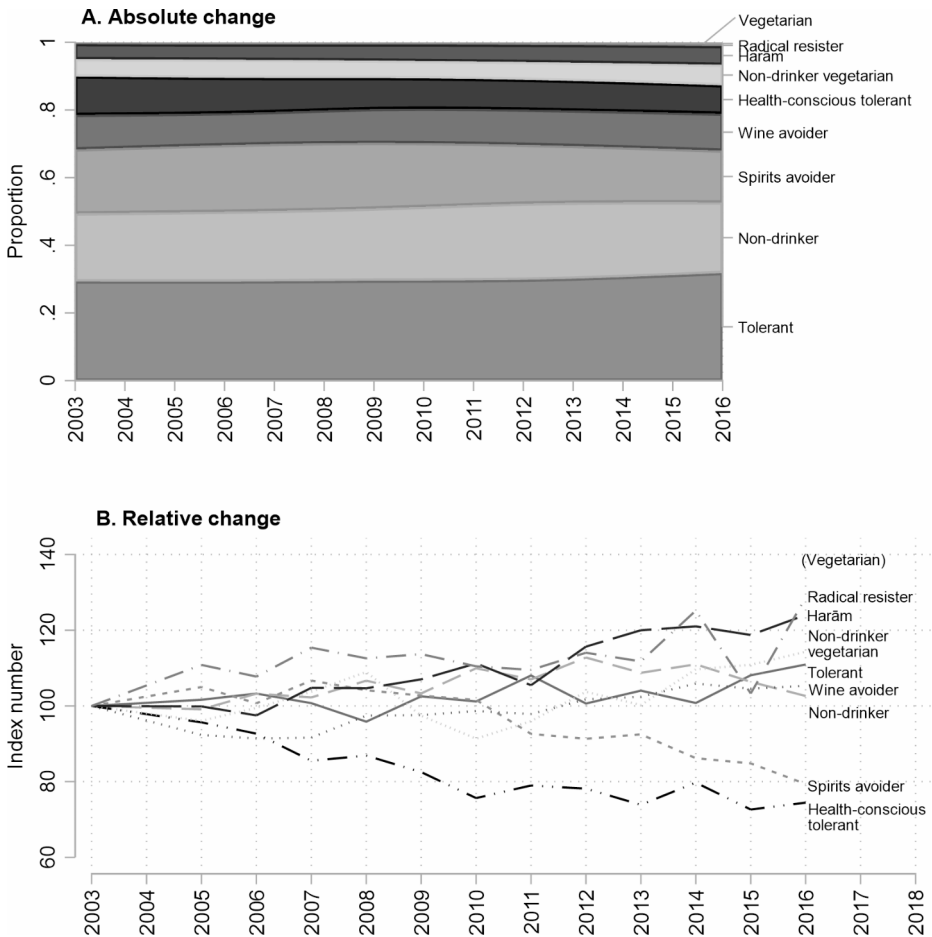 A. Absolute change
Vegetarian
Radical resister
Harām
Non-drinker vegetarian
Health-conscious tolerant
Wine avoider
Spirits avoider
Non-drinker
Tolerant
Proportion
1
.8
.6
.4
.2
0
2003 2004 2005 2006 2007 2008 2009 2010 2011 2012 2013 2014 2015 2016
B. Relative change
Index number
140
120
100
80
60
(Vegetarian)
Radical resister
Harām
Non-drinker
vegetarian
Tolerant
Wine avoider
Non-drinker
Spirits avoider
Health-conscious
tolerant
2003 2004 2005 2006 2007 2008 2009 2010 2011 2012 2013 2014 2015 2016 2017 2018